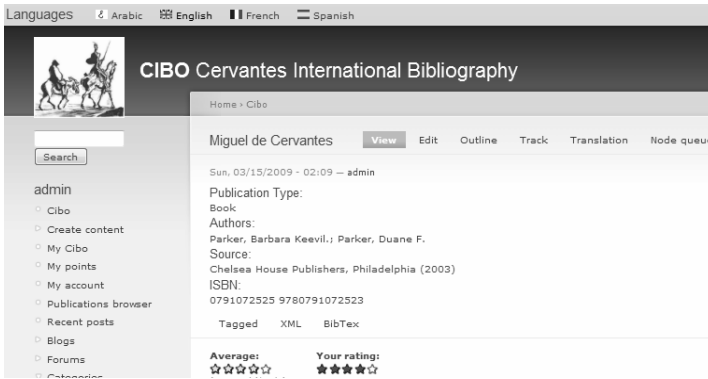 Languages Arabic English French Spanish
CIBO Cervantes International Bibliography
Home › Cibo
Search
admin
Cibo
Create content
My Cibo
My points
My account
Publications browser
Recent posts
Blogs
Forums
Categories
Miguel de Cervantes View Edit Outline Track Translation Node queu
Sun, 03/15/2009 - 02:09 — admin
Publication Type:
Book
Authors:
Parker, Barbara Keevil.; Parker, Duane F.
Source:
Chelsea House Publishers, Philadelphia (2003)
ISBN:
0791072525 9780791072523
Tagged XML BibTex
Average: Your rating: